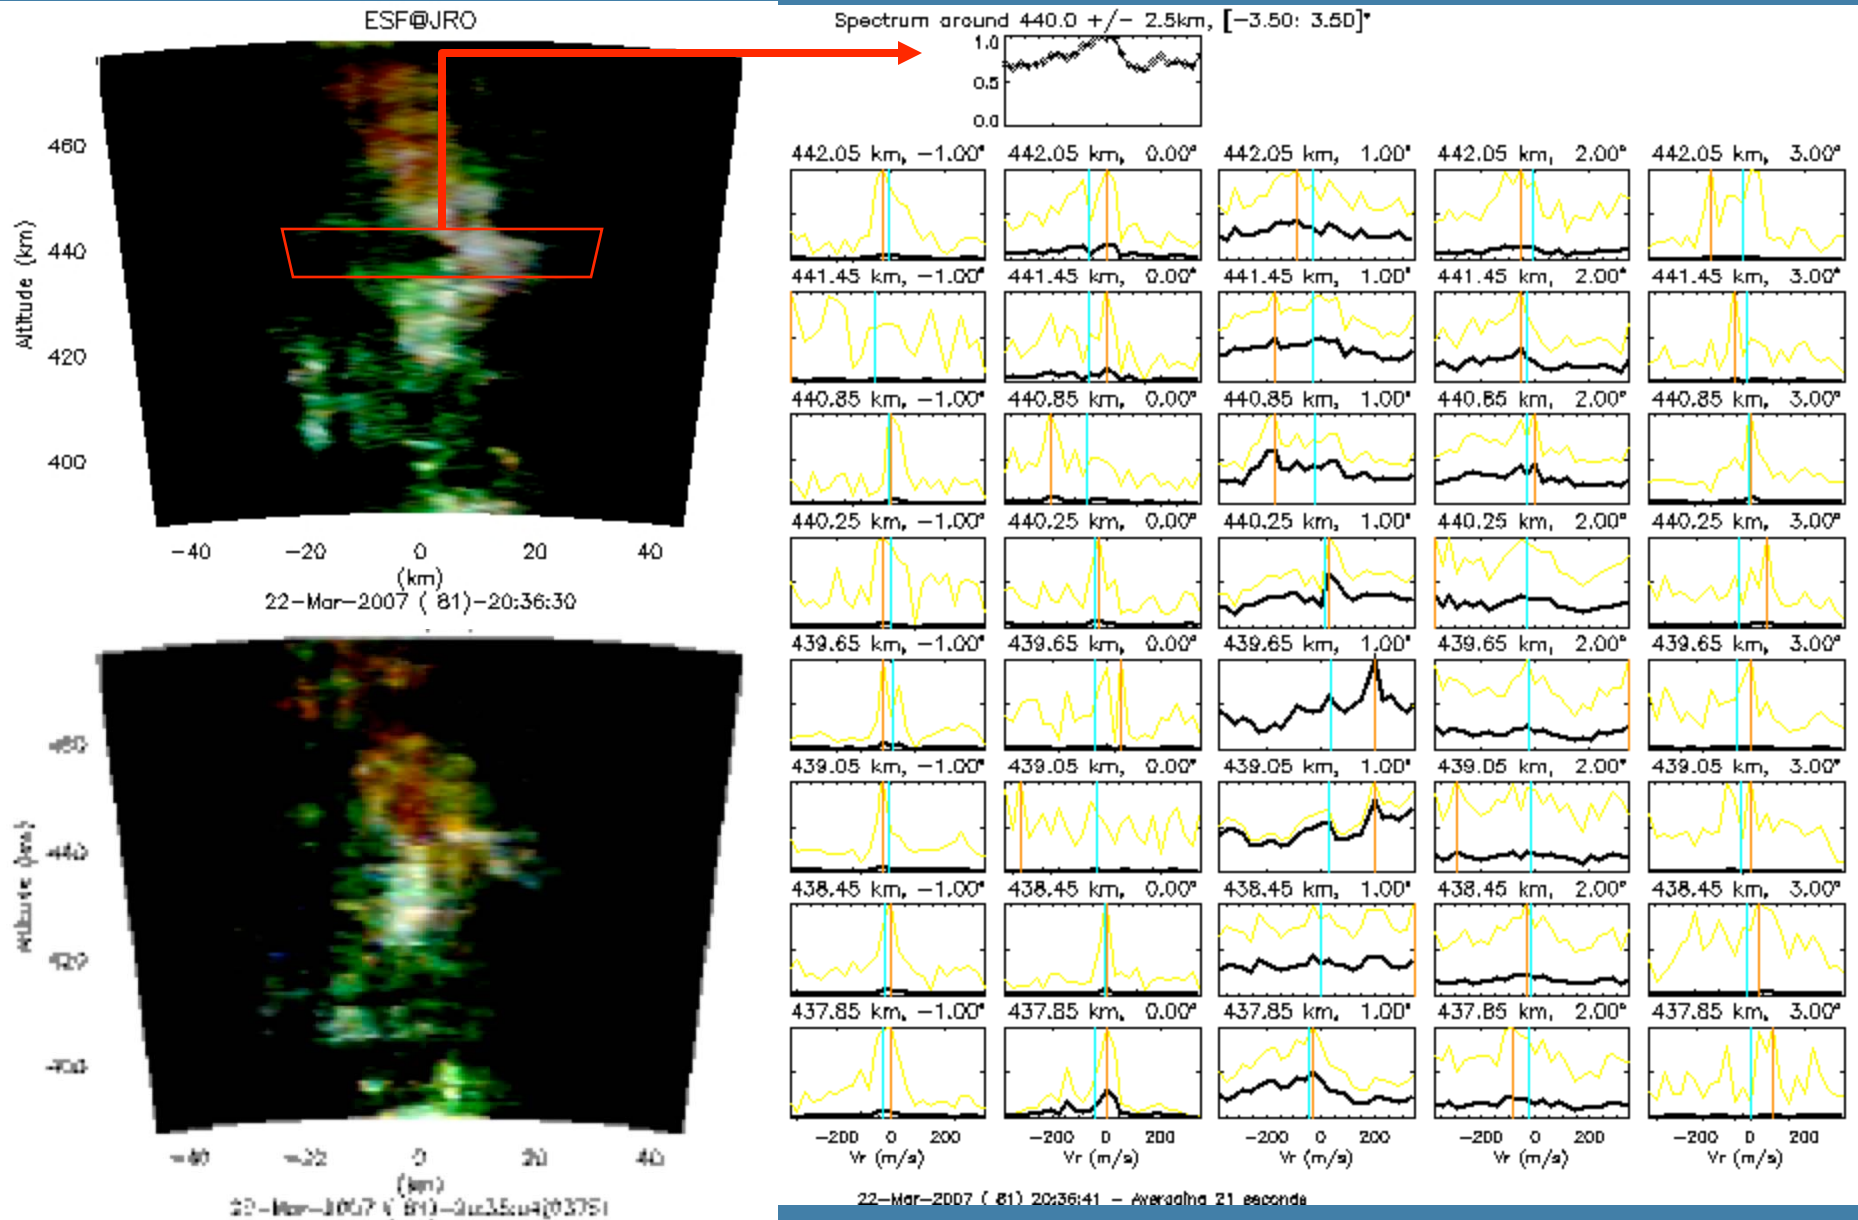 ESF@JRO
460
440
420
400
Altitude (km)
-40 -20 0 20 40
(km)
22-Mar-2007 ( 81)-20:36:30
0
(km)
Spectrum around 440.0 +/- 2.5km, [-3.50: 3.50]°
1.0
0.5
0.0
442.05 km, -1.00° 442.05 km, 0.00° 442.05 km, 1.00° 442.05 km, 2.00° 442.05 km, 3.00°
441.45 km, -1.00° 441.45 km, 0.00° 441.45 km, 1.00° 441.45 km, 2.00° 441.45 km, 3.00°
440.85 km, -1.00° 440.85 km, 0.00° 440.85 km, 1.00° 440.85 km, 2.00° 440.85 km, 3.00°
440.25 km, -1.00° 440.25 km, 0.00° 440.25 km, 1.00° 440.25 km, 2.00° 440.25 km, 3.00°
439.65 km, -1.00° 439.65 km, 0.00° 439.65 km, 1.00° 439.65 km, 2.00° 439.65 km, 3.00°
439.05 km, -1.00° 439.05 km, 0.00° 439.05 km, 1.00° 439.05 km, 2.00° 439.05 km, 3.00°
438.45 km, -1.00° 438.45 km, 0.00° 438.45 km, 1.00° 438.45 km, 2.00° 438.45 km, 3.00°
437.85 km, -1.00° 437.85 km, 0.00° 437.85 km, 1.00° 437.85 km, 2.00° 437.85 km, 3.00°
-200 0 200 -200 0 200 -200 0 200 -200 0 200 -200 0 200
Vr (m/s) Vr (m/s) Vr (m/s) Vr (m/s) Vr (m/s)
22-Mar-2007 ( 81) 20:36:41 - Averaging 21 seconds